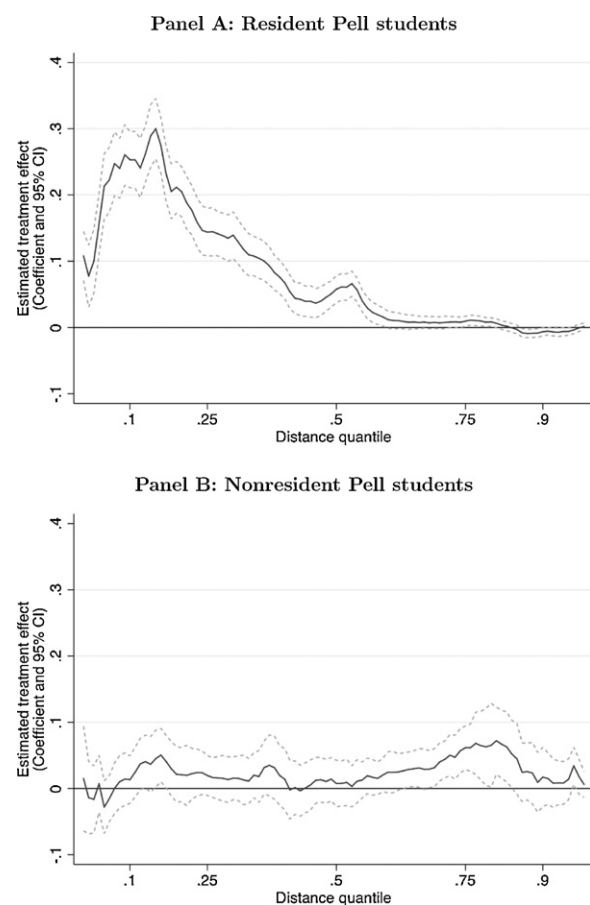 Panel A: Resident Pell students
Estimated treatment effect
(Coefficient and 95% CI)
.4
.3
.2
.1
0
-.1
.1
.25
.5
.75
.9
Distance quantile
Panel B: Nonresident Pell students
Estimated treatment effect
(Coefficient and 95% CI)
.4
.3
.2
.1
0
-.1
.1
.25
.5
.75
.9
Distance quantile